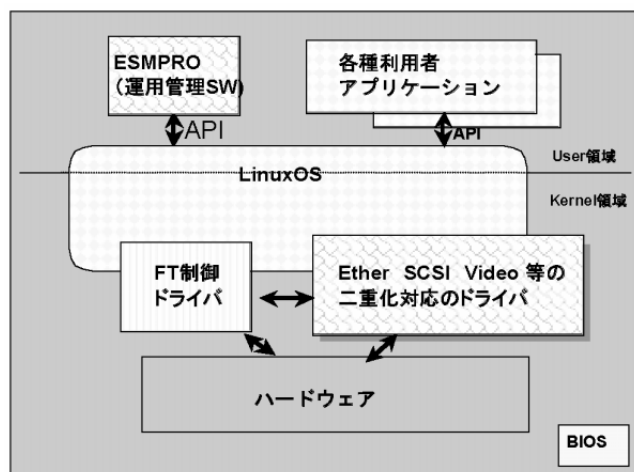 ESMPRO
（運用管理SW)
各種利用者
アプリケーション
API
API
User領域
LinuxOS
Kernel領域
FT制御
ドライバ
Ether SCSI Video 等の
二重化対応のドライバ
ハードウェア
BIOS